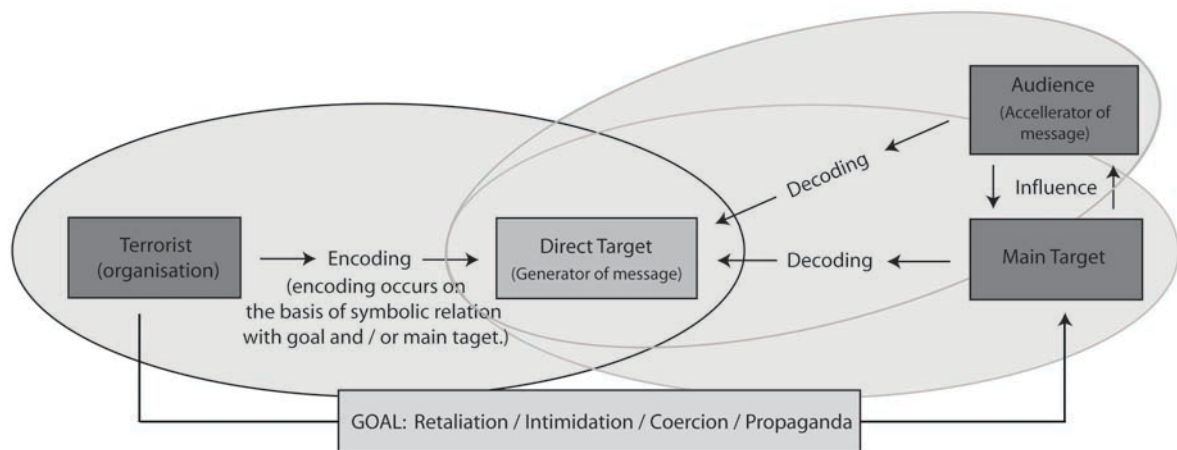 Audience
(Accellerator of
message)
Decoding
Influence
Terrorist
(organisation)
Encoding
(encoding occurs on
the basis of symbolic relation
with goal and / or main taget.)
Direct Target
(Generator of message)
Decoding
Main Target
GOAL: Retaliation / Intimidation / Coercion / Propaganda